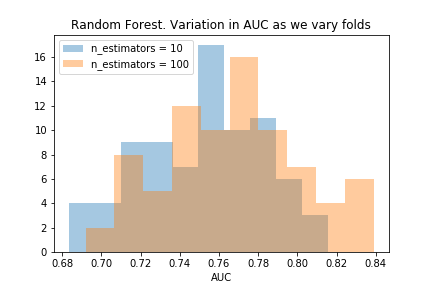 Random Forest. Variation in AUC as we vary folds
n_estimators = 10
n_estimators = 100
16
14
12
10
8
6
4
2
0
0.68 0.70 0.72 0.74 0.76 0.78 0.80 0.82 0.84
AUC